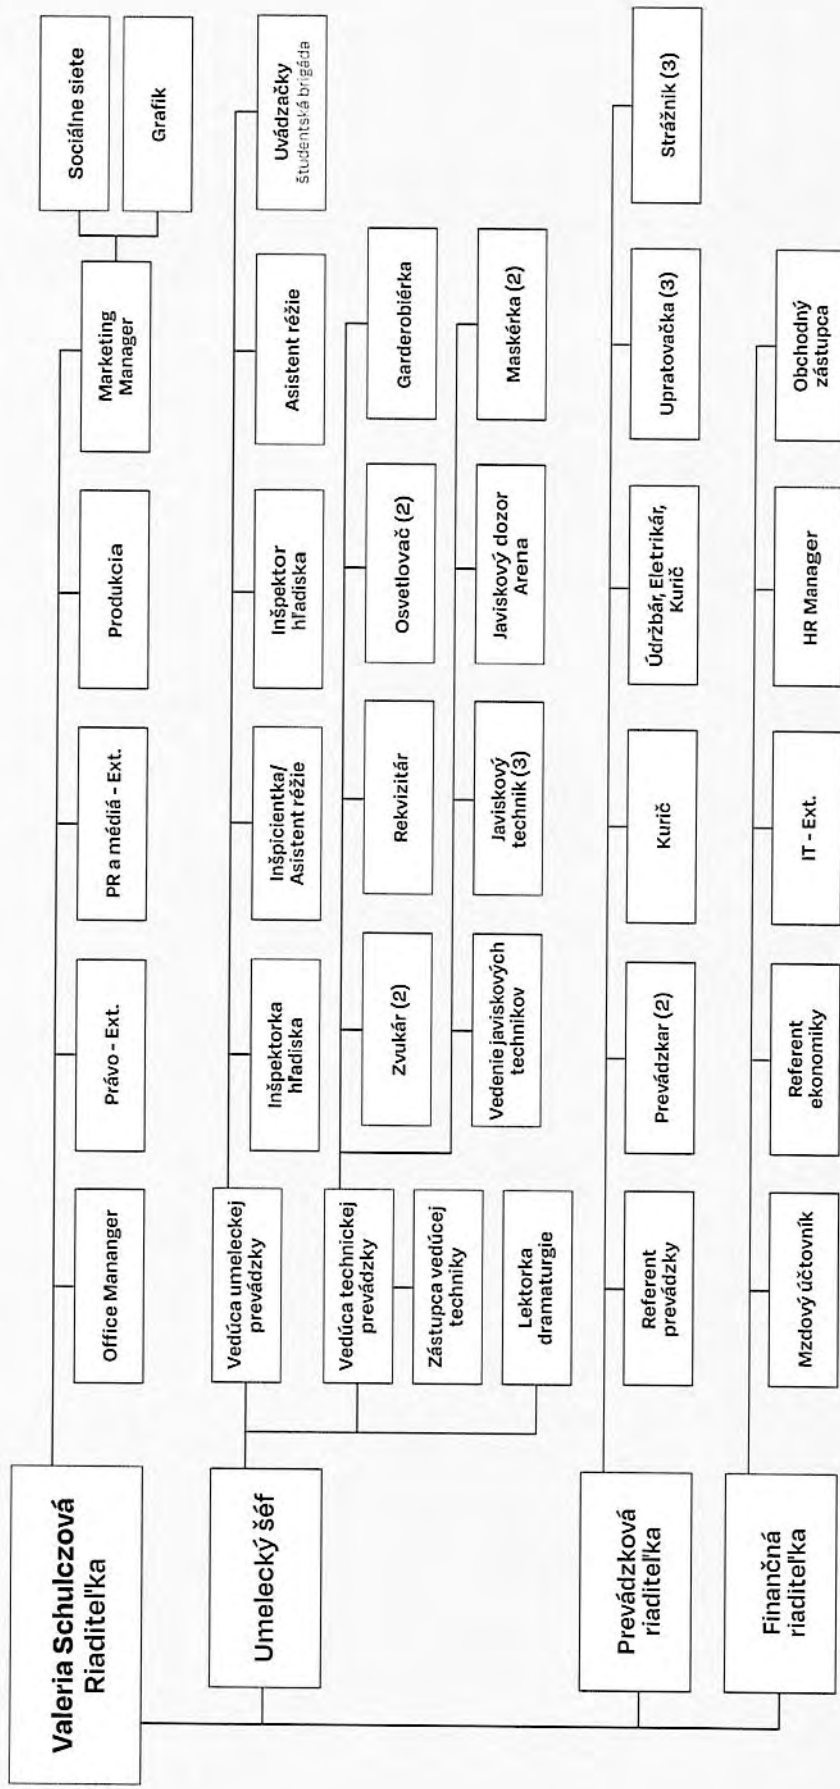 Valeria Schulczová
Riaditeľka
Office Mananger
Právo - Ext.
PR a médiá - Ext.
Produkcia
Marketing
Manager
Sociálne siete
Grafik
Umelecký šéf
Vedúca umeleckej
prevádzky
Inšpektorka
hľadiska
Inšpicientka/
Asistent réžie
Inšpektor
hľadiska
Asistent réžie
Uvádzačky
študentská brigáda
Vedúca technickej
prevádzky
Zvukár (2)
Rekvizitár
Osvetlovač (2)
Garderobiérka
Zástupca vedúcej
techniky
Vedenie javiskových
technikov
Javiskový
technik (3)
Javiskový dozor
Arena
Maskérka (2)
Lektorka
dramaturgie
Prevádzková
riaditeľka
Referent
prevádzky
Prevádzkar (2)
Kurič
Údržbár, Eletrikár,
Kurič
Upratovačka (3)
Strážnik (3)
Finančná
riaditeľka
Mzdový účtovník
Referent
ekonomiky
IT - Ext.
HR Manager
Obchodný
zástupca